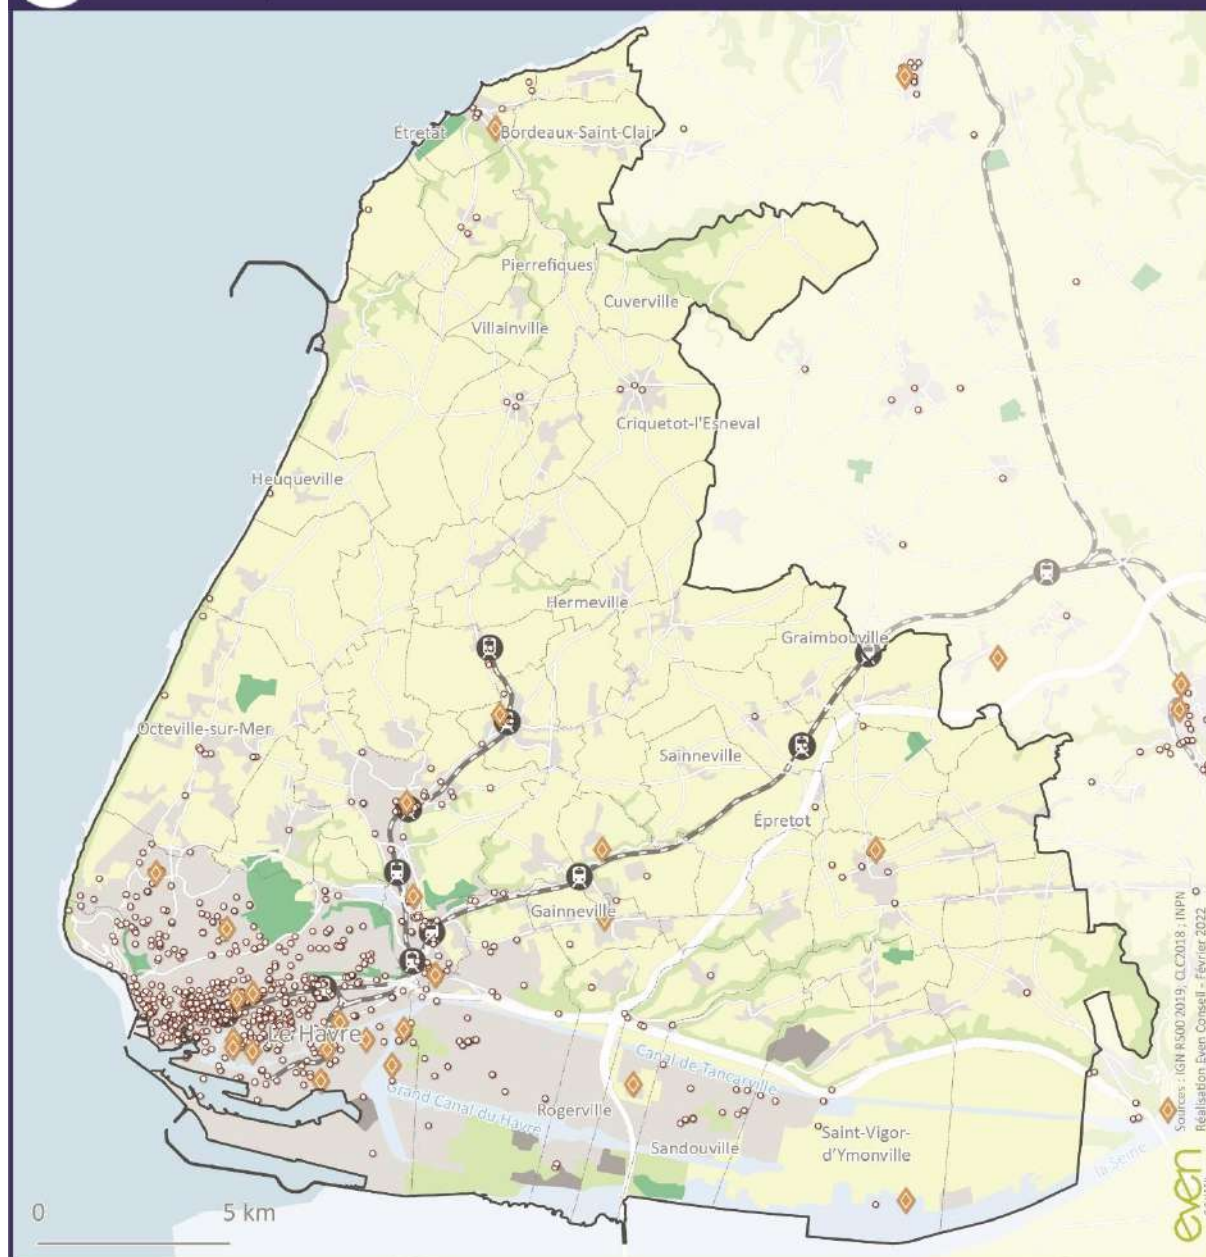 Étretat
Bordeaux-Saint-Clair
Pierrefiques
Cuverville
Villainville
Criquetot-l'Esneval
Heuqueville
Hermeville
Graimbouville
Octeville-sur-Mer
Sainneville
Épretot
Gainneville
Le Havre
Canal de Tancarville
Grand Canal du Havre
Rogerville
Sandouville
Saint-Vigor-
d'Ymonville
la Seine
0 5 km
Sources : IGN RS00 2019; CLC2018 ; INPN
Réalisation Even Conseil - Février 2022
even